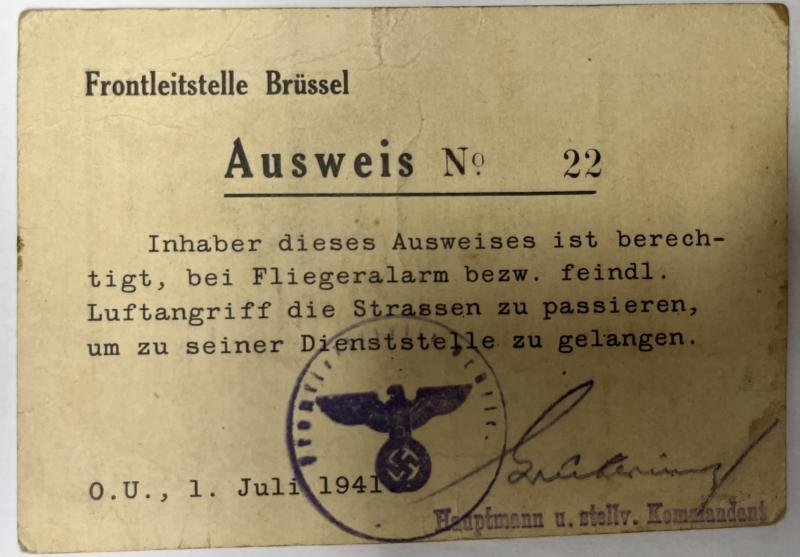 Frontleitstelle Brüssel
Ausweis No 22
Inhaber dieses Ausweises ist berech-
tigt, bei Fliegeralarm bezw. feindl.
Luftangriff die Strassen zu passieren,
um zu seiner Dienststelle zu gelangen.
O.U., 1. Juli 1941
Hauptmann u. stellv. Kommandant